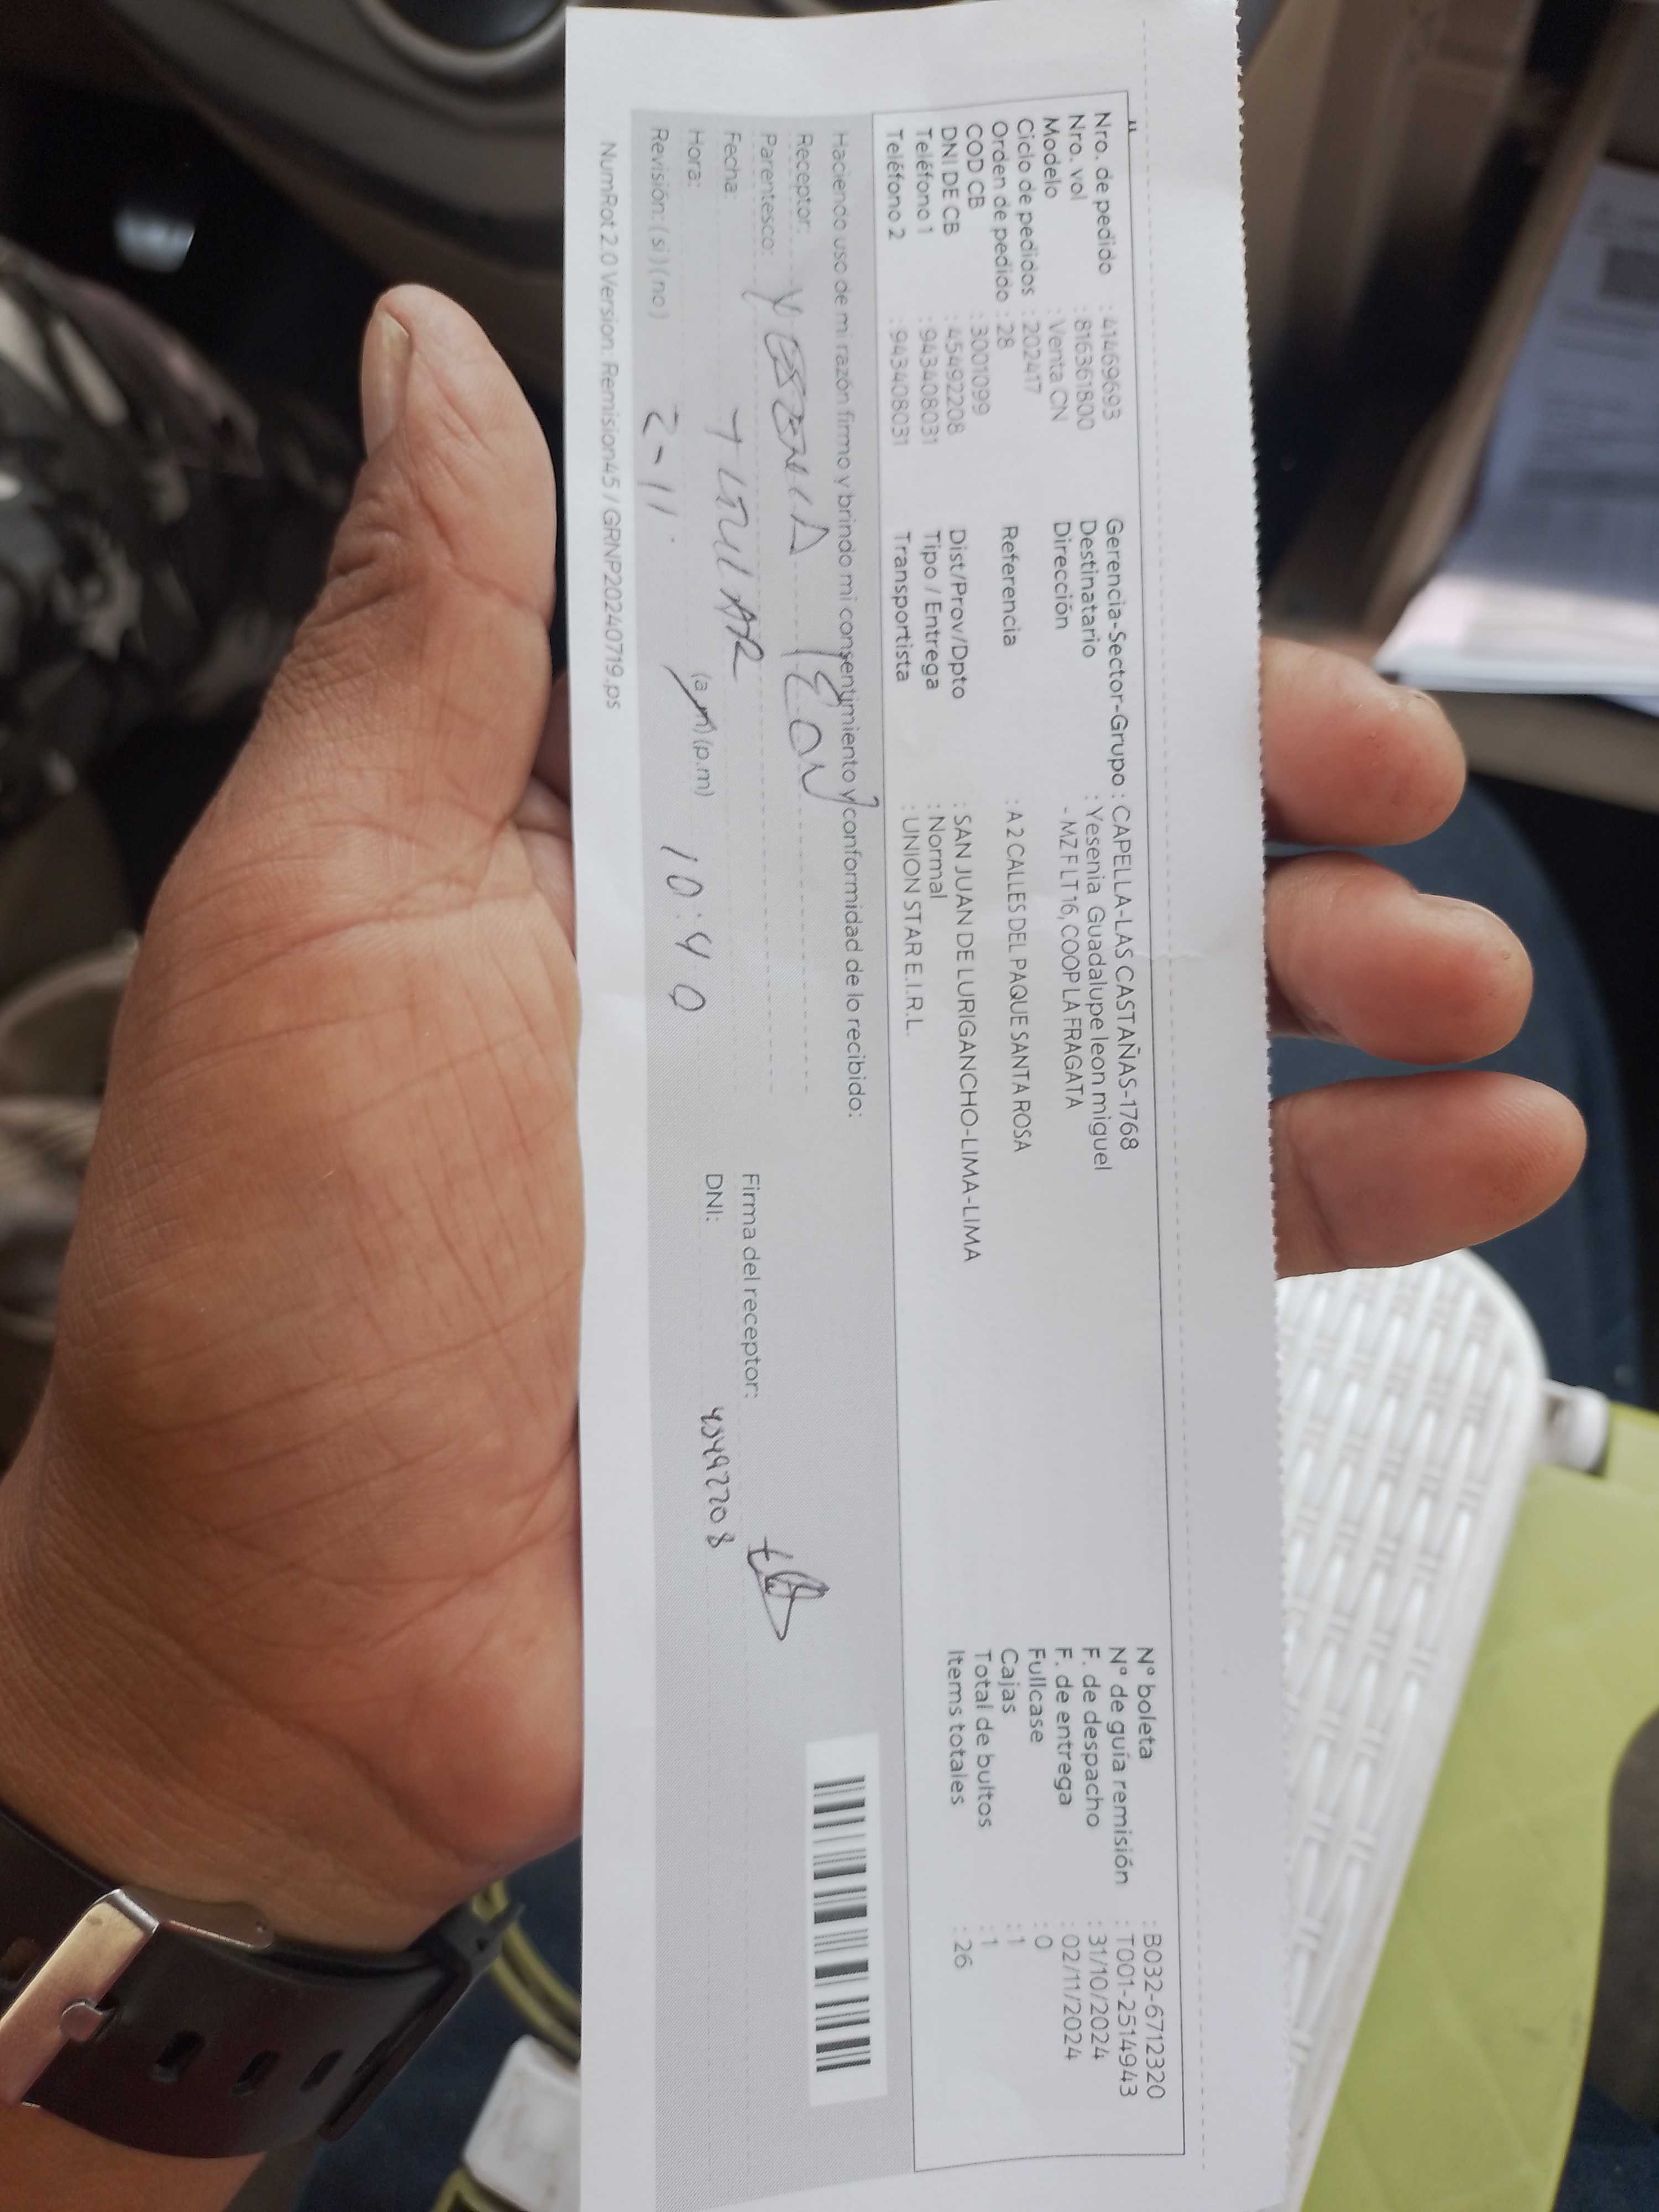 Nro. de pedido : 41469693
Nro. vol : 816361800
Modelo : Venta CN
Ciclo de pedidos : 202417
Orden de pedido : 28
COD CB : 3001099
DNI DE CB : 45492208
Teléfono 1 : 943408031
Teléfono 2 : 943408031
Gerencia-Sector-Grupo : CAPELLA-LAS CASTAÑAS-1768
Destinatario : Yesenia Guadalupe leon miguel
Dirección - MZ F LT 16, COOP LA FRAGATA
Referencia : A 2 CALLES DEL PAQUE SANTA ROSA
Dist/Prov/Dpto : SAN JUAN DE LURIGANCHO-LIMA-LIMA
Tipo / Entrega : Normal
Transportista : UNION STAR E.I.R.L.
N° boleta : B032-6712320
N° de guía remisión : T001-2514943
F. de despacho : 31/10/2024
F. de entrega : 02/11/2024
Fullcase : 0
Cajas : 1
Total de bultos : 1
Items totales : 26
Haciendo uso de mi razón firmo y brindo mi consentimiento y conformidad de lo recibido:
Receptor: YESENIA LEON
Parentesco: TITULAR
Fecha: 2-11
Hora: (a.m) (p.m) 10:40
Revisión: ( si ) ( no )
Firma del receptor:
DNI: 45492208
NumRot 2.0 Version: Remision45 / GRNP20240719.ps